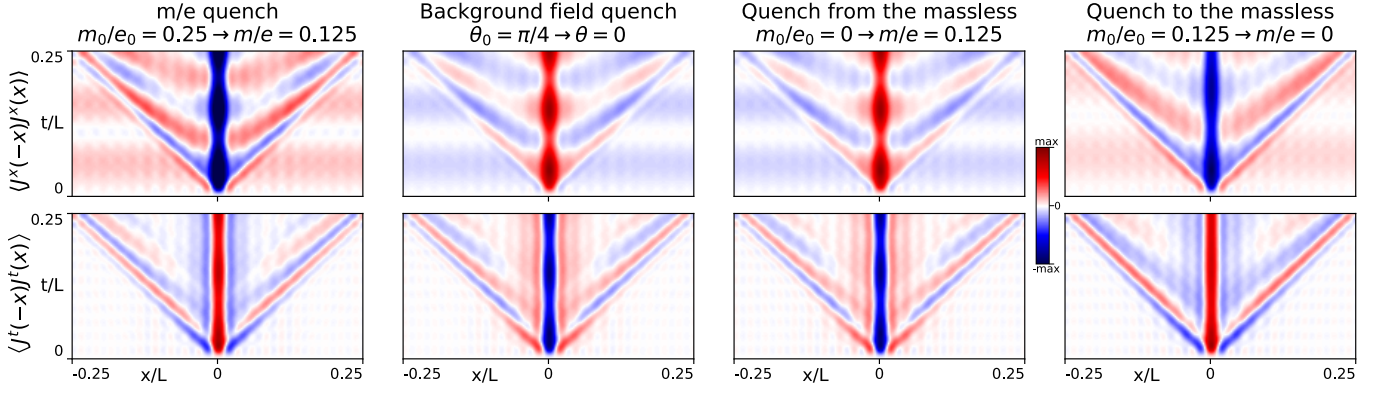 m/e quench
m₀/e₀ = 0.25 → m/e = 0.125
Background field quench
θ₀ = π/4 → θ = 0
Quench from the massless
m₀/e₀ = 0 → m/e = 0.125
Quench to the massless
m₀/e₀ = 0.125 → m/e = 0
⟨Jˣ(−x)Jˣ(x)⟩
0.25
t/L
0
max
0
-max
⟨Jᵗ(−x)Jᵗ(x)⟩
0.25
t/L
0
-0.25 x/L 0 0.25
-0.25 x/L 0 0.25
-0.25 x/L 0 0.25
-0.25 x/L 0 0.25